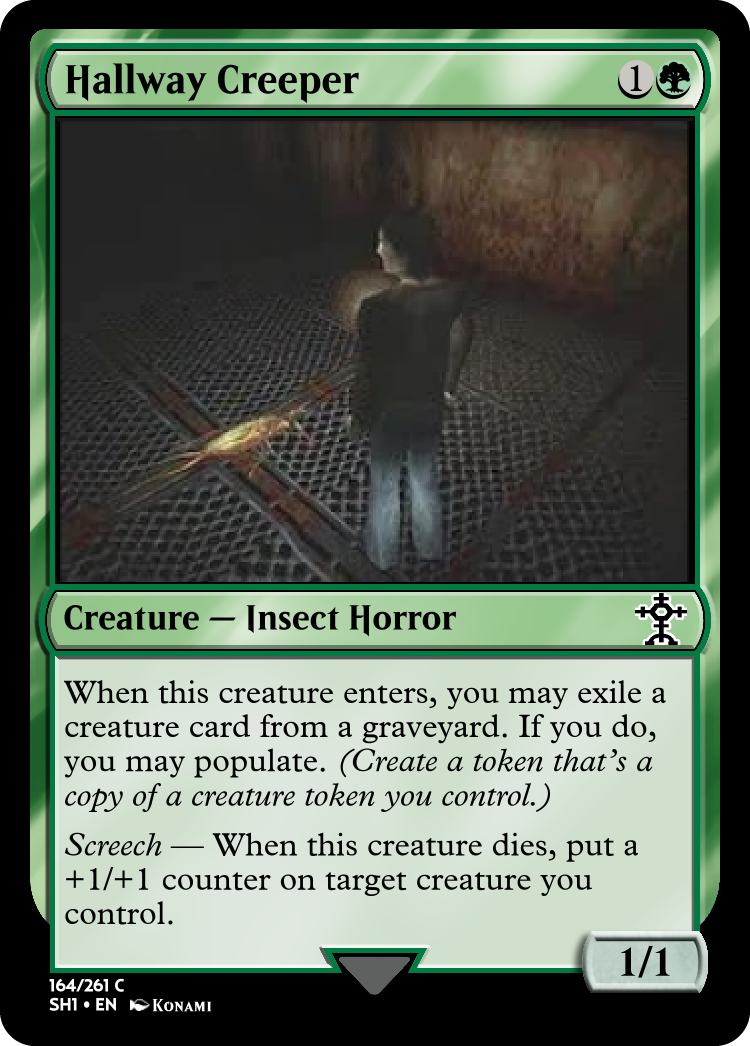 Hallway Creeper 1
Creature — Insect Horror
When this creature enters, you may exile a
creature card from a graveyard. If you do,
you may populate. (Create a token that's a
copy of a creature token you control.)
Screech — When this creature dies, put a
+1/+1 counter on target creature you
control.
1/1
164/261 C
SH1 • EN KONAMI